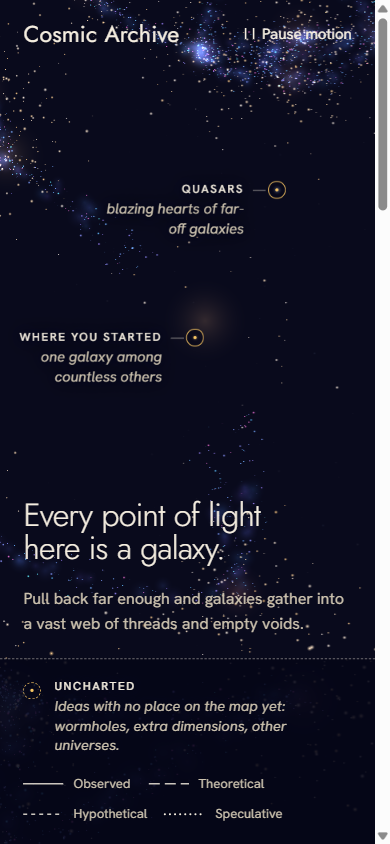 Cosmic Archive
Pause motion
QUASARS
blazing hearts of far-
off galaxies
WHERE YOU STARTED
one galaxy among
countless others
Every point of light
here is a galaxy.
Pull back far enough and galaxies gather into
a vast web of threads and empty voids.
UNCHARTED
Ideas with no place on the map yet:
wormholes, extra dimensions, other
universes.
Observed
Theoretical
Hypothetical
Speculative